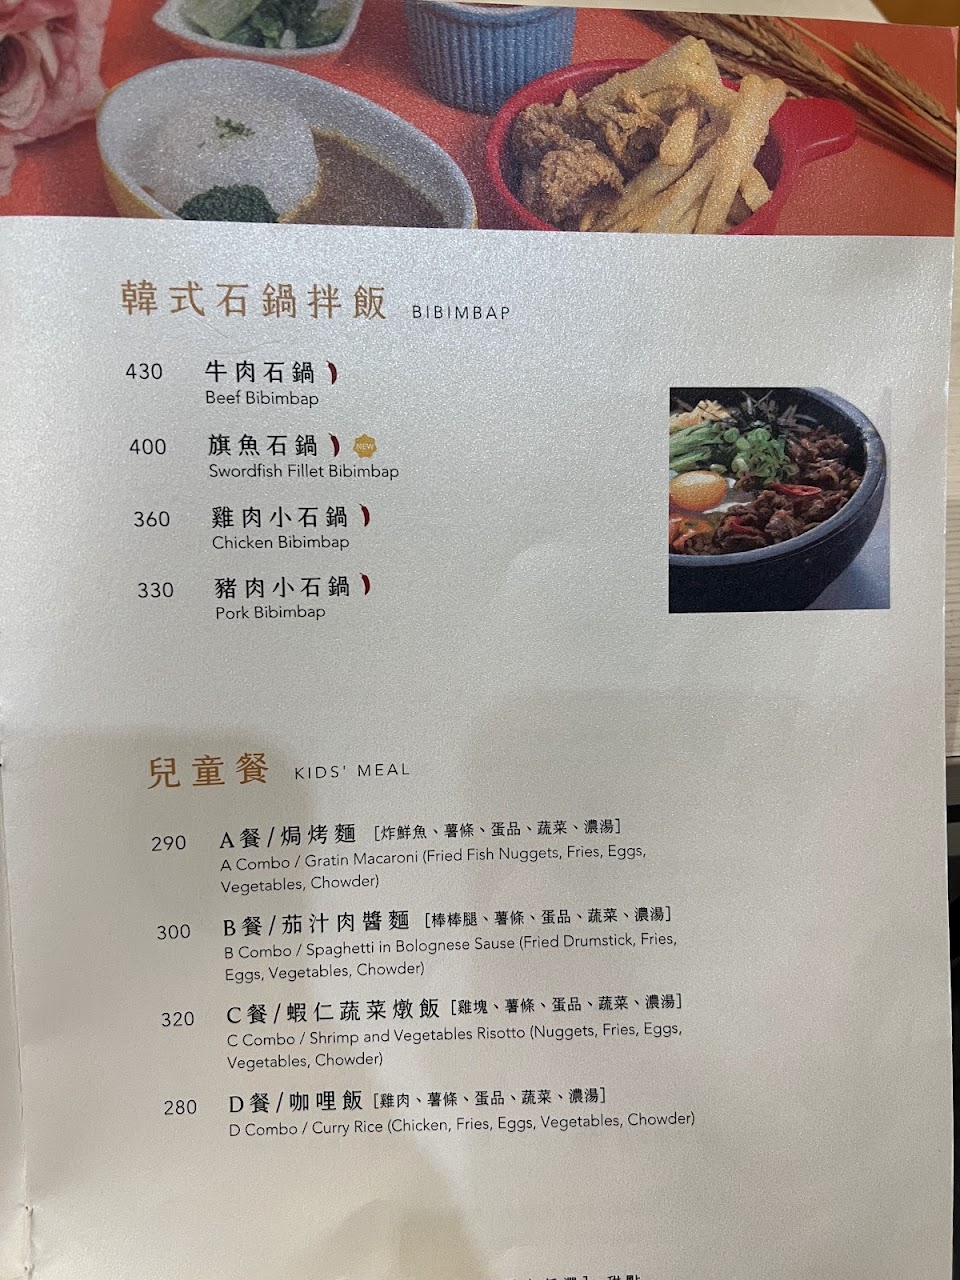 韓式石鍋拌飯 BIBIMBAP
430 牛肉石鍋
Beef Bibimbap
400 旗魚石鍋 NEW
Swordfish Fillet Bibimbap
360 雞肉小石鍋
Chicken Bibimbap
330 豬肉小石鍋
Pork Bibimbap
兒童餐 KIDS' MEAL
290 A餐/焗烤麵 [炸鮮魚、薯條、蛋品、蔬菜、濃湯]
A Combo / Gratin Macaroni (Fried Fish Nuggets, Fries, Eggs,
Vegetables, Chowder)
300 B餐/茄汁肉醬麵 [棒棒腿、薯條、蛋品、蔬菜、濃湯]
B Combo / Spaghetti in Bolognese Sause (Fried Drumstick, Fries,
Eggs, Vegetables, Chowder)
320 C餐/蝦仁蔬菜燉飯 [雞塊、薯條、蛋品、蔬菜、濃湯]
C Combo / Shrimp and Vegetables Risotto (Nuggets, Fries, Eggs,
Vegetables, Chowder)
280 D餐/咖哩飯 [雞肉、薯條、蛋品、蔬菜、濃湯]
D Combo / Curry Rice (Chicken, Fries, Eggs, Vegetables, Chowder)